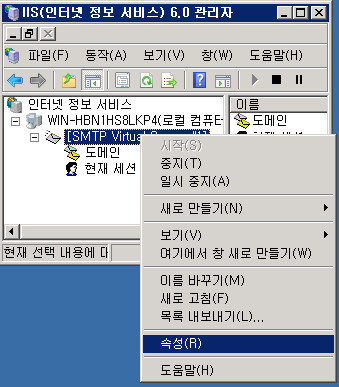 IIS(인터넷 정보 서비스) 6.0 관리자
파일(F) 동작(A) 보기(V) 창(W) 도움말(H)
인터넷 정보 서비스
이름
WIN-HBN1HS8LKP4(로컬 컴퓨터
도메인
[SMTP Virtual
현재 세션
도메인
현재 세션
시작(S)
중지(T)
일시 중지(A)
새로 만들기(N)
보기(V)
여기에서 창 새로 만들기(W)
이름 바꾸기(M)
새로 고침(F)
목록 내보내기(L)...
속성(R)
도움말(H)
현재 선택 내용에 대